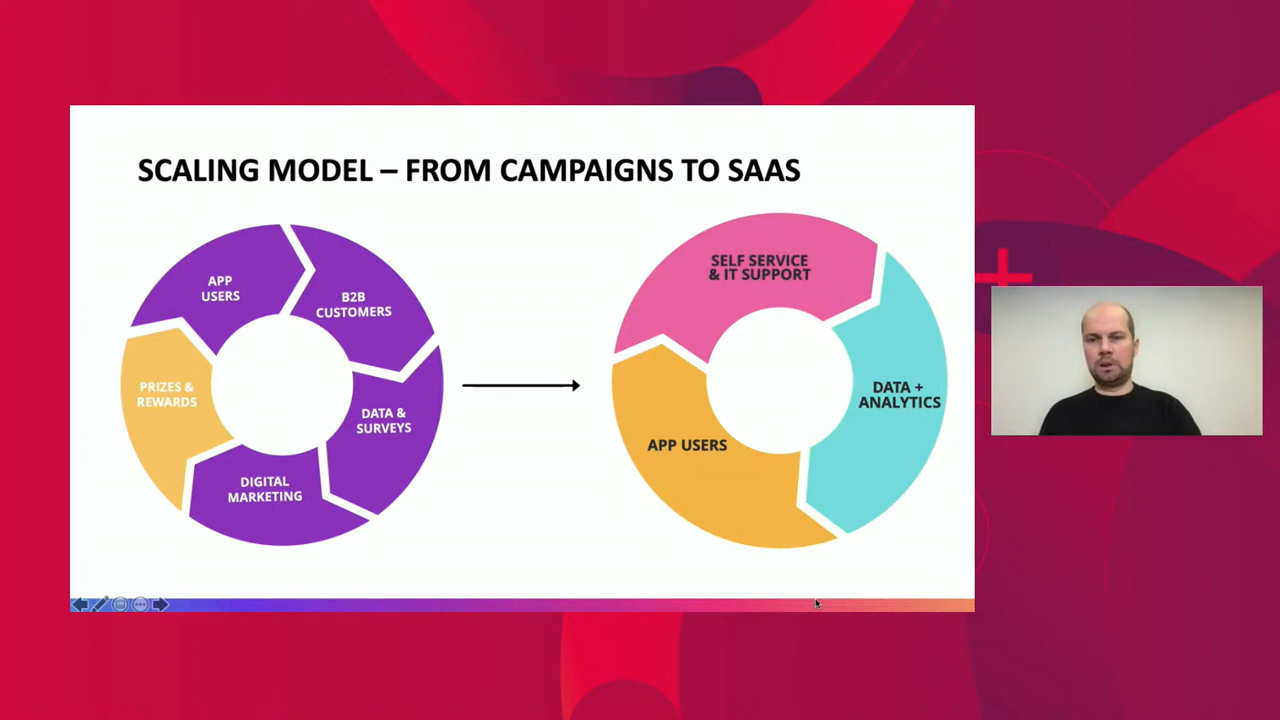 SCALING MODEL – FROM CAMPAIGNS TO SAAS
APP
USERS
B2B
CUSTOMERS
PRIZES &
REWARDS
DATA &
SURVEYS
DIGITAL
MARKETING
SELF SERVICE
& IT SUPPORT
DATA +
ANALYTICS
APP USERS